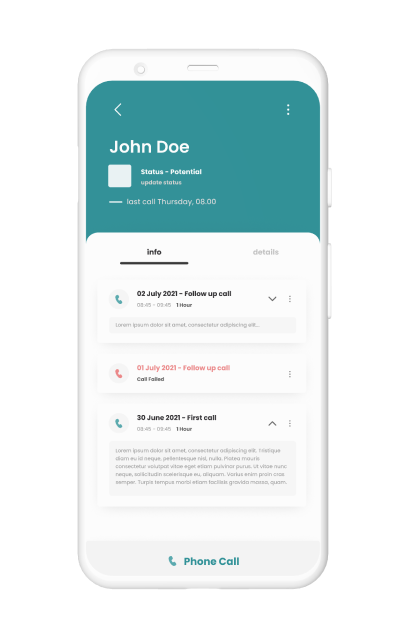 John Doe
Status - Potential
update status
last call Thursday, 08.00
info
details
02 July 2021 - Follow up call
08:45 - 09:45 1 Hour
Lorem ipsum dolor sit amet, consectetur adipiscing elit...
01 July 2021 - Follow up call
Call Failed
30 June 2021 - First call
08:45 - 09:45 1 Hour
Lorem ipsum dolor sit amet, consectetur adipiscing elit. Tristique
diam eu id neque, pellentesque nisi, nulla. Platea mauris
consectetur volutpat vitae eget etiam pulvinar purus. Ut vitae nunc
neque, sollicitudin scelerisque eu, aliquam. Varius enim proin cras
semper. Turpis tempus morbi etiam facilisis gravida massa, quam.
Phone Call